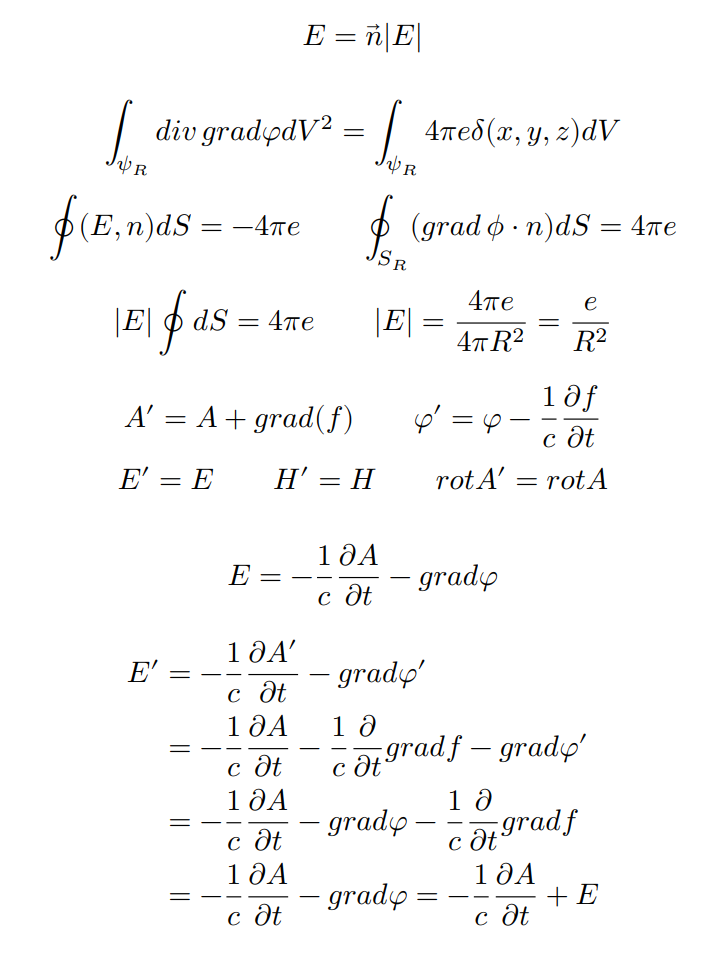 E = \vec{n}|E|
\int_{\psi_R} div\, grad\varphi dV^2 = \int_{\psi_R} 4\pi e\delta(x, y, z)dV
\oint (E, n)dS = -4\pi e \qquad \oint_{S_R} (grad\, \phi \cdot n)dS = 4\pi e
|E| \oint dS = 4\pi e \qquad |E| = \frac{4\pi e}{4\pi R^2} = \frac{e}{R^2}
A' = A + grad(f) \qquad \varphi' = \varphi - \frac{1}{c}\frac{\partial f}{\partial t}
E' = E \qquad H' = H \qquad rotA' = rotA
E = -\frac{1}{c}\frac{\partial A}{\partial t} - grad\varphi
E' = -\frac{1}{c}\frac{\partial A'}{\partial t} - grad\varphi'
= -\frac{1}{c}\frac{\partial A}{\partial t} - \frac{1}{c}\frac{\partial}{\partial t}gradf - grad\varphi'
= -\frac{1}{c}\frac{\partial A}{\partial t} - grad\varphi - \frac{1}{c}\frac{\partial}{\partial t}gradf
= -\frac{1}{c}\frac{\partial A}{\partial t} - grad\varphi = -\frac{1}{c}\frac{\partial A}{\partial t} + E